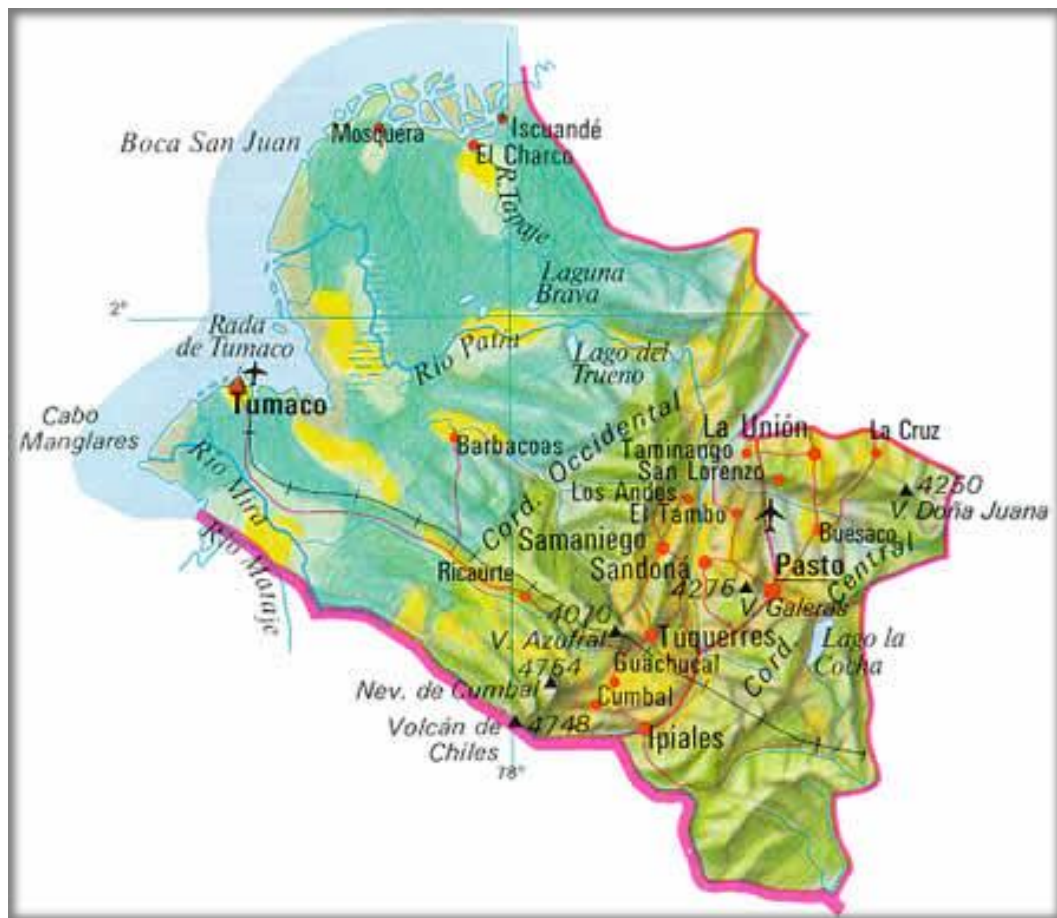 Mosquera
Iscuandé
El Charco
Boca San Juan
R. Tapaje
Laguna
Brava
2°
Rada
de Tumaco
Río Patía
Lago del
Trueno
Tumaco
Cabo
Manglares
Barbacoas
La Unión
La Cruz
Taminango
San Lorenzo
Cord. Occidental
Río Mira
Los Andes
4250
V. Doña Juana
El Tambo
Río Mataje
Samaniego
Buesaco
Sandoná
Pasto
Ricaurte
4276
V. Galeras
Cord. Central
4070
V. Azofral
Túquerres
Lago la
Cocha
4764
Guachucal
Nev. de Cumbal
Cumbal
Volcán de
Chiles
4748
Ipiales
78°